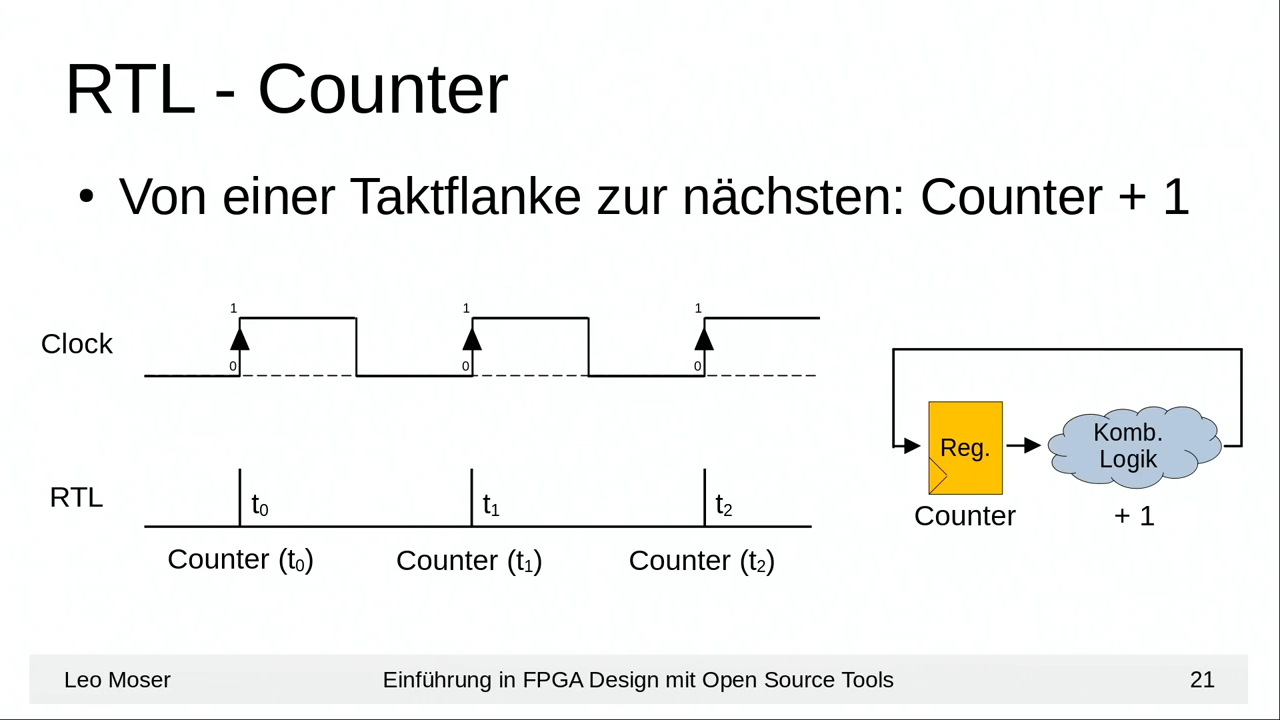 RTL - Counter
• Von einer Taktflanke zur nächsten: Counter + 1
1 1 1
Clock
0 0 0
Komb.
Reg.
Logik
RTL
t₀ t₁ t₂
Counter + 1
Counter (t₀) Counter (t₁) Counter (t₂)
Leo Moser Einführung in FPGA Design mit Open Source Tools 21